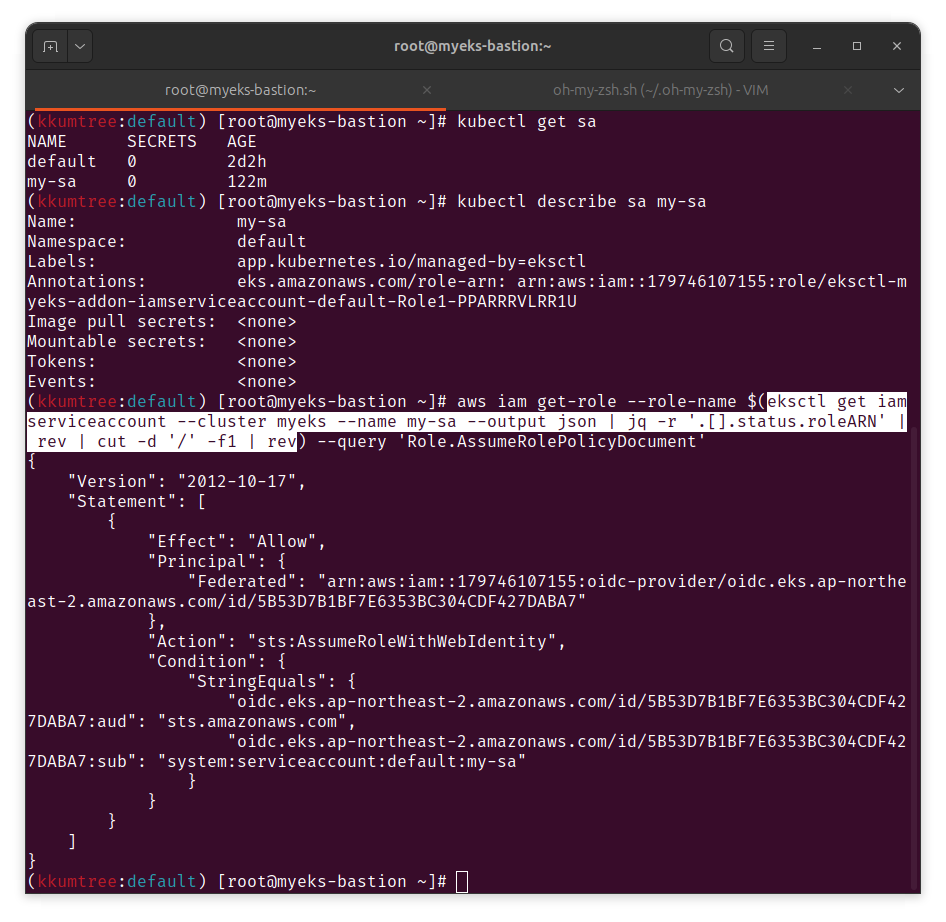 root@myeks-bastion:~
root@myeks-bastion:~
oh-my-zsh.sh (~/.oh-my-zsh) - VIM
(kkumtree:default) [root@myeks-bastion ~]# kubectl get sa
NAME      SECRETS   AGE
default   0         2d2h
my-sa     0         122m
(kkumtree:default) [root@myeks-bastion ~]# kubectl describe sa my-sa
Name:                my-sa
Namespace:           default
Labels:              app.kubernetes.io/managed-by=eksctl
Annotations:         eks.amazonaws.com/role-arn: arn:aws:iam::179746107155:role/eksctl-m
yeks-addon-iamserviceaccount-default-Role1-PPARRRVLRR1U
Image pull secrets:  <none>
Mountable secrets:   <none>
Tokens:              <none>
Events:              <none>
(kkumtree:default) [root@myeks-bastion ~]# aws iam get-role --role-name $(eksctl get iam
serviceaccount --cluster myeks --name my-sa --output json | jq -r '.[].status.roleARN' |
 rev | cut -d '/' -f1 | rev) --query 'Role.AssumeRolePolicyDocument'
{
    "Version": "2012-10-17",
    "Statement": [
        {
            "Effect": "Allow",
            "Principal": {
                "Federated": "arn:aws:iam::179746107155:oidc-provider/oidc.eks.ap-northe
ast-2.amazonaws.com/id/5B53D7B1BF7E6353BC304CDF427DABA7"
            },
            "Action": "sts:AssumeRoleWithWebIdentity",
            "Condition": {
                "StringEquals": {
                    "oidc.eks.ap-northeast-2.amazonaws.com/id/5B53D7B1BF7E6353BC304CDF42
7DABA7:aud": "sts.amazonaws.com",
                    "oidc.eks.ap-northeast-2.amazonaws.com/id/5B53D7B1BF7E6353BC304CDF42
7DABA7:sub": "system:serviceaccount:default:my-sa"
                }
            }
        }
    ]
}
(kkumtree:default) [root@myeks-bastion ~]#